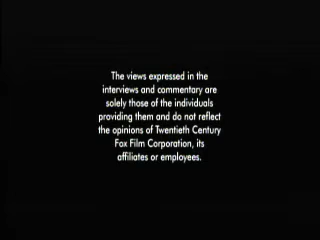 The views expressed in the
interviews and commentary are
solely those of the individuals
providing them and do not reflect
the opinions of Twentieth Century
Fox Film Corporation, its
affiliates or employees.